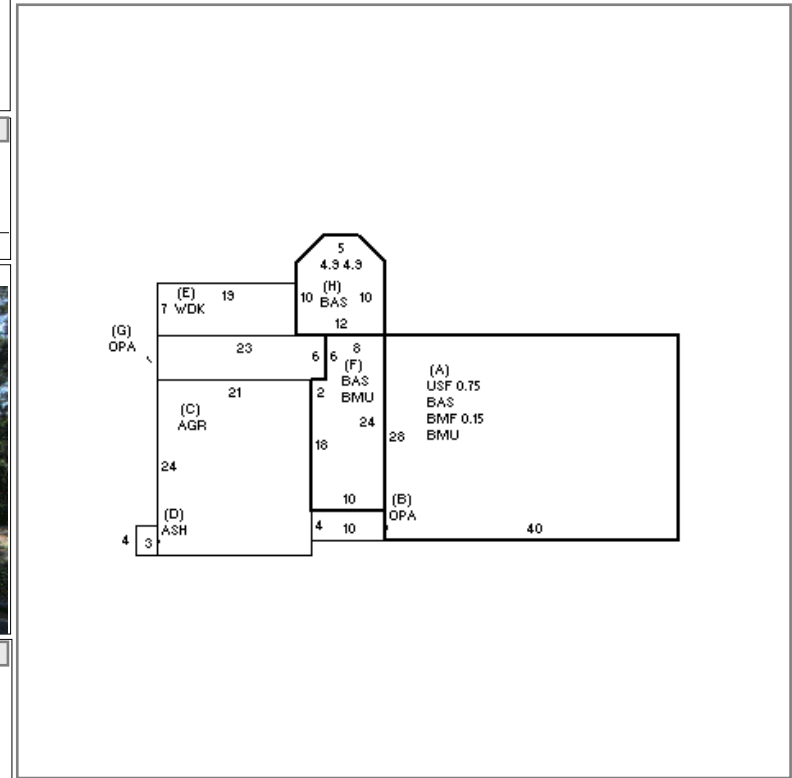 5
4.9 4.9
(H)
10 BAS 10
12
(E) 19
7 WDK
(G)
OPA
23
6 6 8
(F)
BAS
BMU
24
(A)
USF 0.75
BAS
BMF 0.15
BMU
28
21
2
(C)
AGR
18
24
10
(B)
OPA
(D)
ASH
4 3
4 10
40